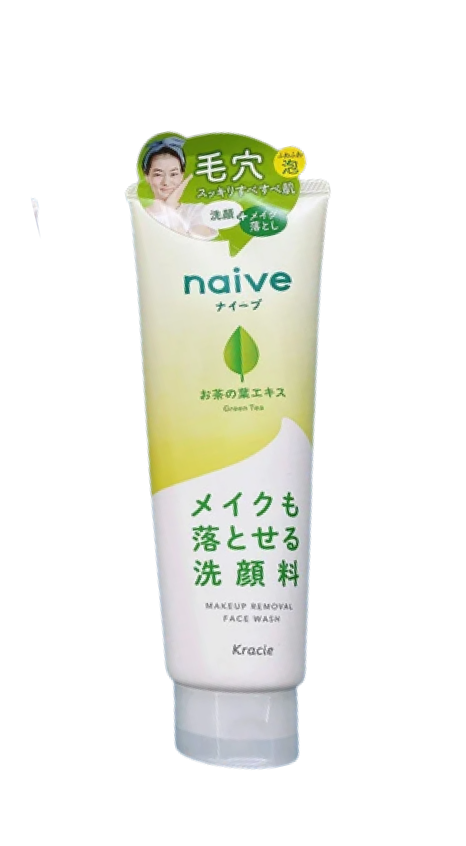 毛穴
ふわふわ
泡
スッキリすべすべ肌
洗顔+メイク
落とし
naive
ナイーブ
お茶の葉エキス
Green Tea
メイクも
落とせる
洗顔料
MAKEUP REMOVAL
FACE WASH
Kracie